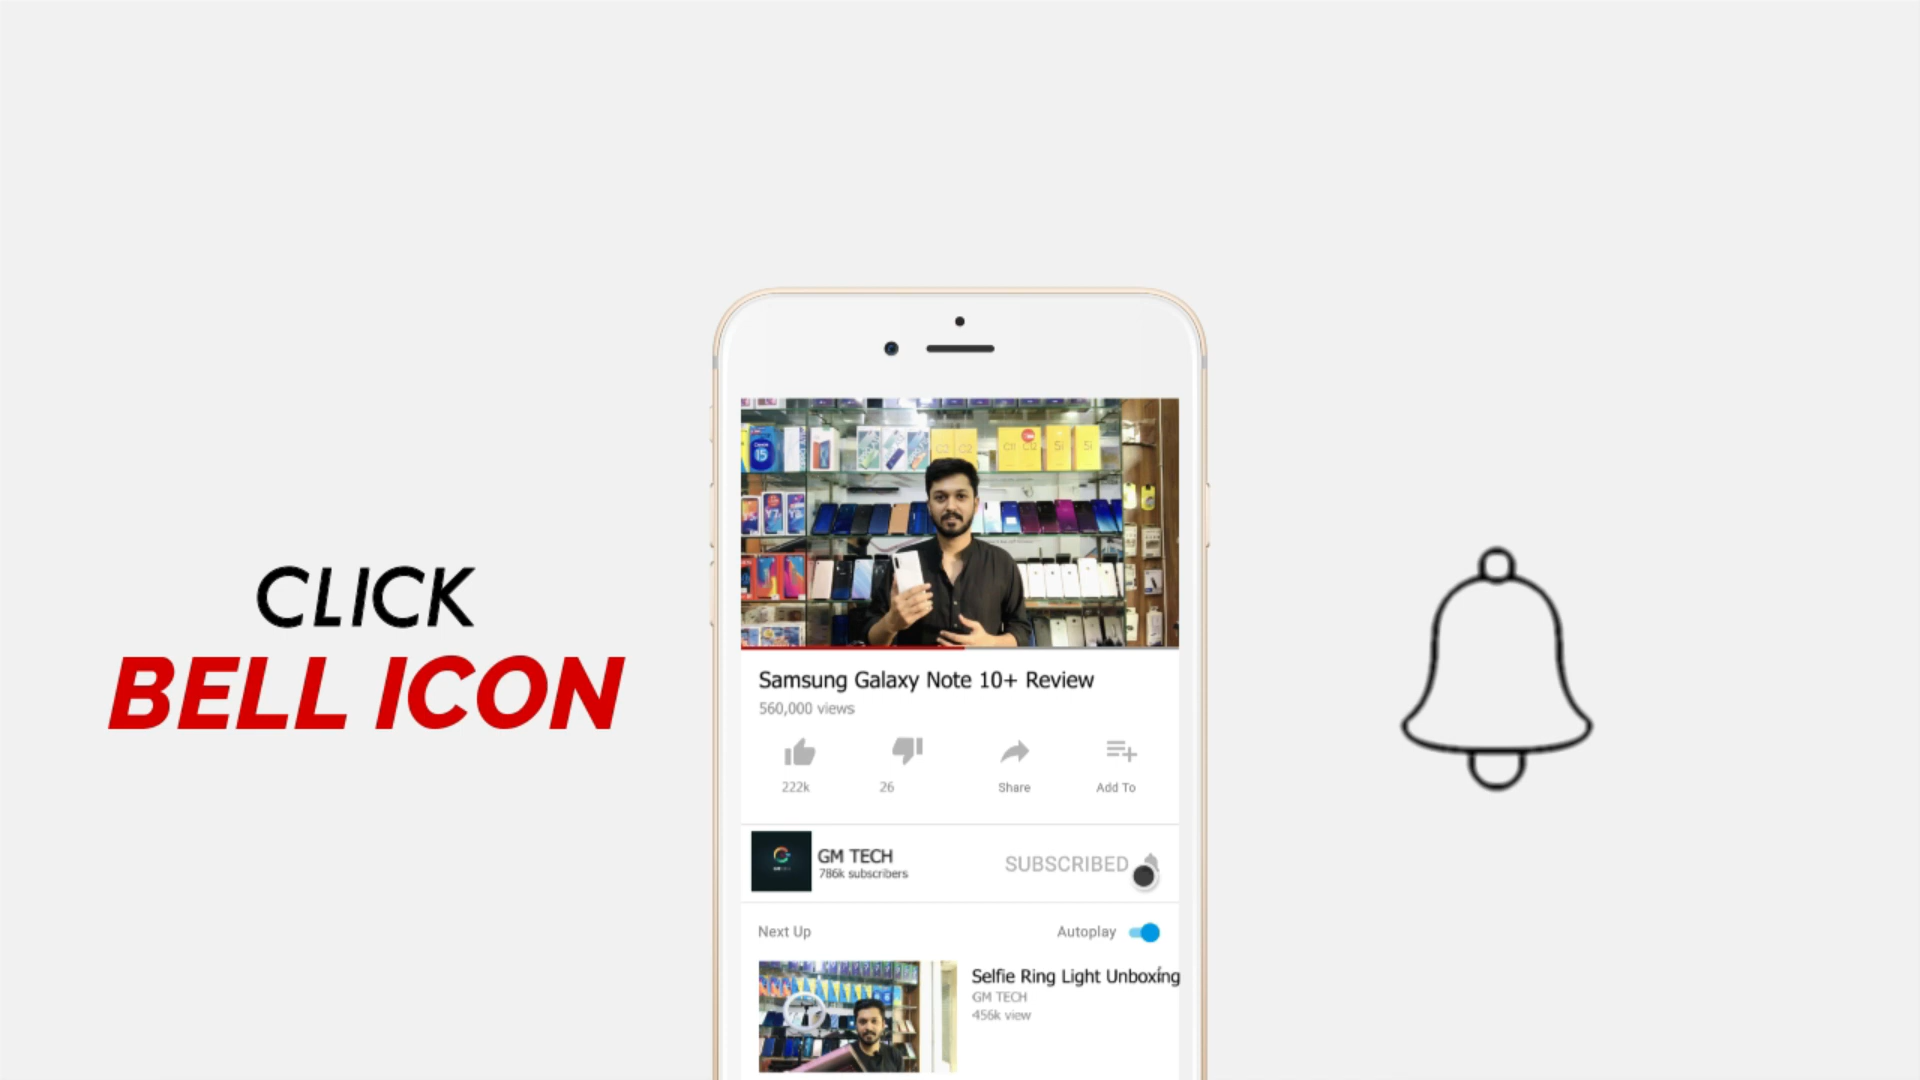 CLICK
BELL ICON
Samsung Galaxy Note 10+ Review
560,000 views
222k
26
Share
Add To
GM TECH
786k subscribers
SUBSCRIBED
Next Up
Autoplay
Selfie Ring Light Unboxing
GM TECH
456k view